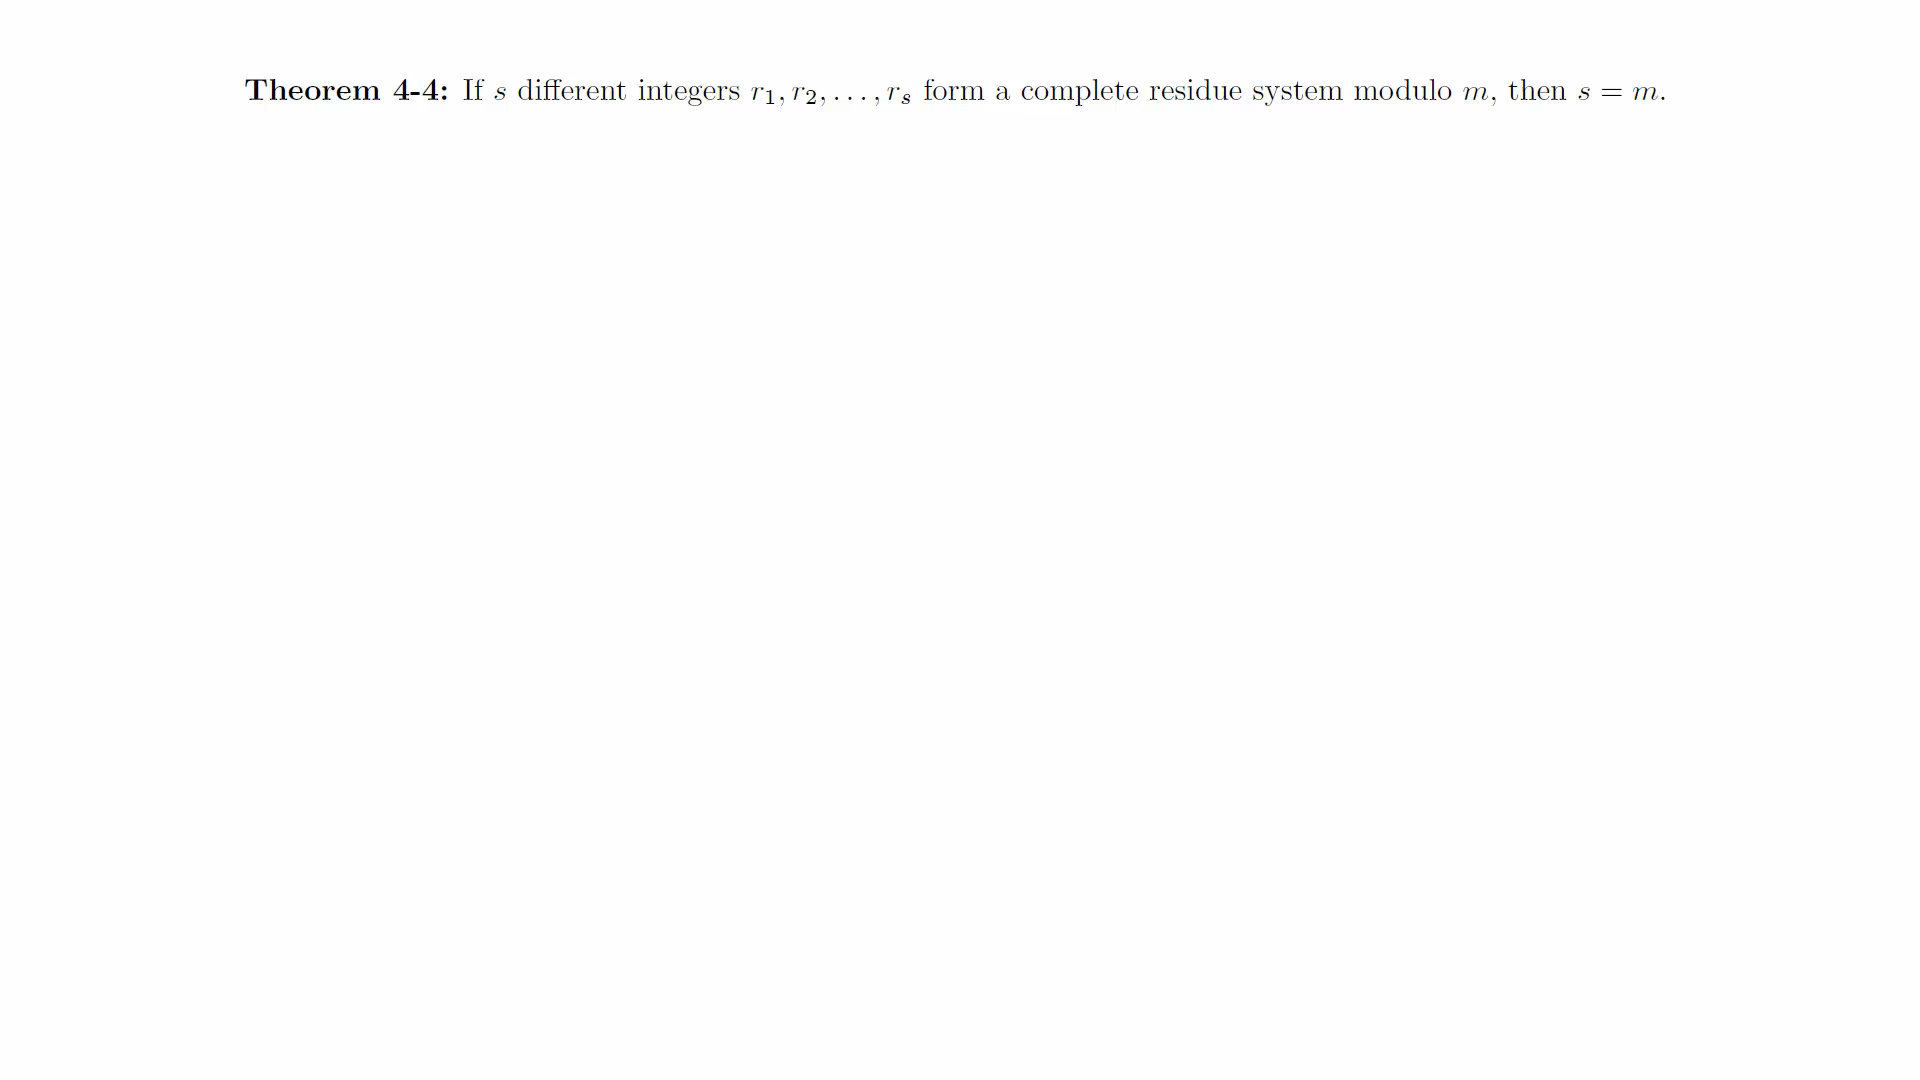 Theorem 4-4: If s different integers r₁, r₂, . . . , rₛ form a complete residue system modulo m, then s = m.